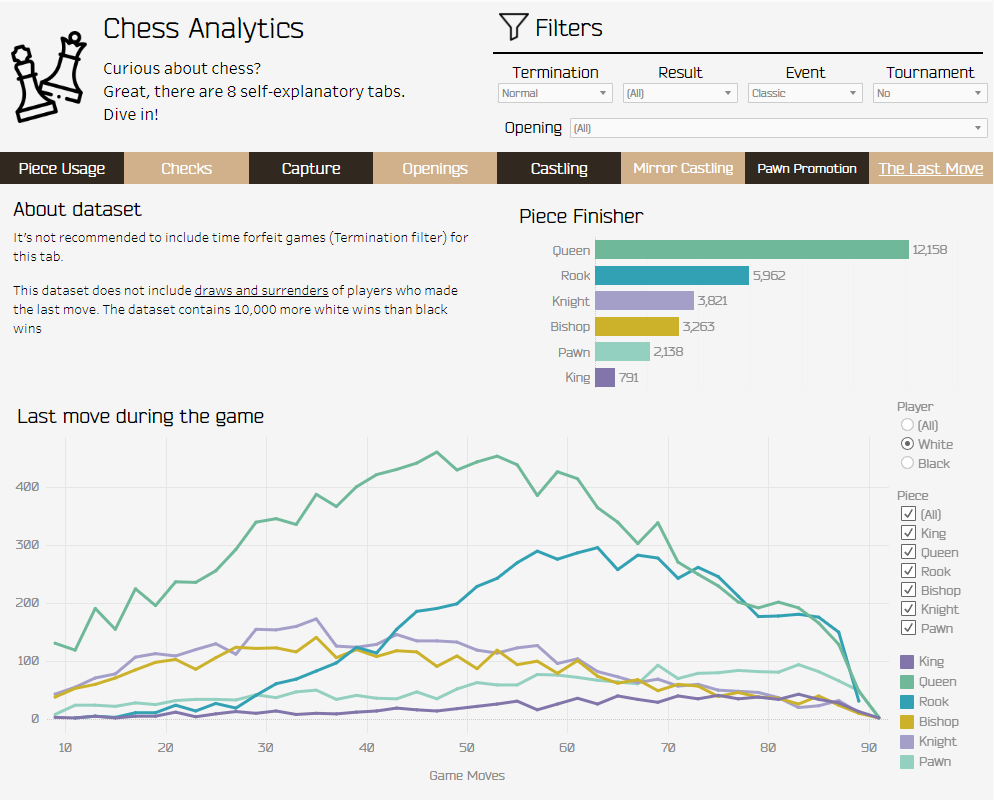 Chess Analytics
Curious about chess?
Great, there are 8 self-explanatory tabs.
Dive in!
Filters
Termination Result Event Tournament
Normal (All) Classic No
Opening (All)
Piece Usage Checks Capture Openings Castling Mirror Castling Pawn Promotion The Last Move
About dataset
It's not recommended to include time forfeit games (Termination filter) for
this tab.
This dataset does not include draws and surrenders of players who made
the last move. The dataset contains 10,000 more white wins than black
wins
Piece Finisher
Queen 12,158
Rook 5,962
Knight 3,821
Bishop 3,263
Pawn 2,138
King 791
Last move during the game
400
300
200
100
0
10 20 30 40 50 60 70 80 90
Game Moves
Player
(All)
White
Black
Piece
(All)
King
Queen
Rook
Bishop
Knight
Pawn
King
Queen
Rook
Bishop
Knight
Pawn